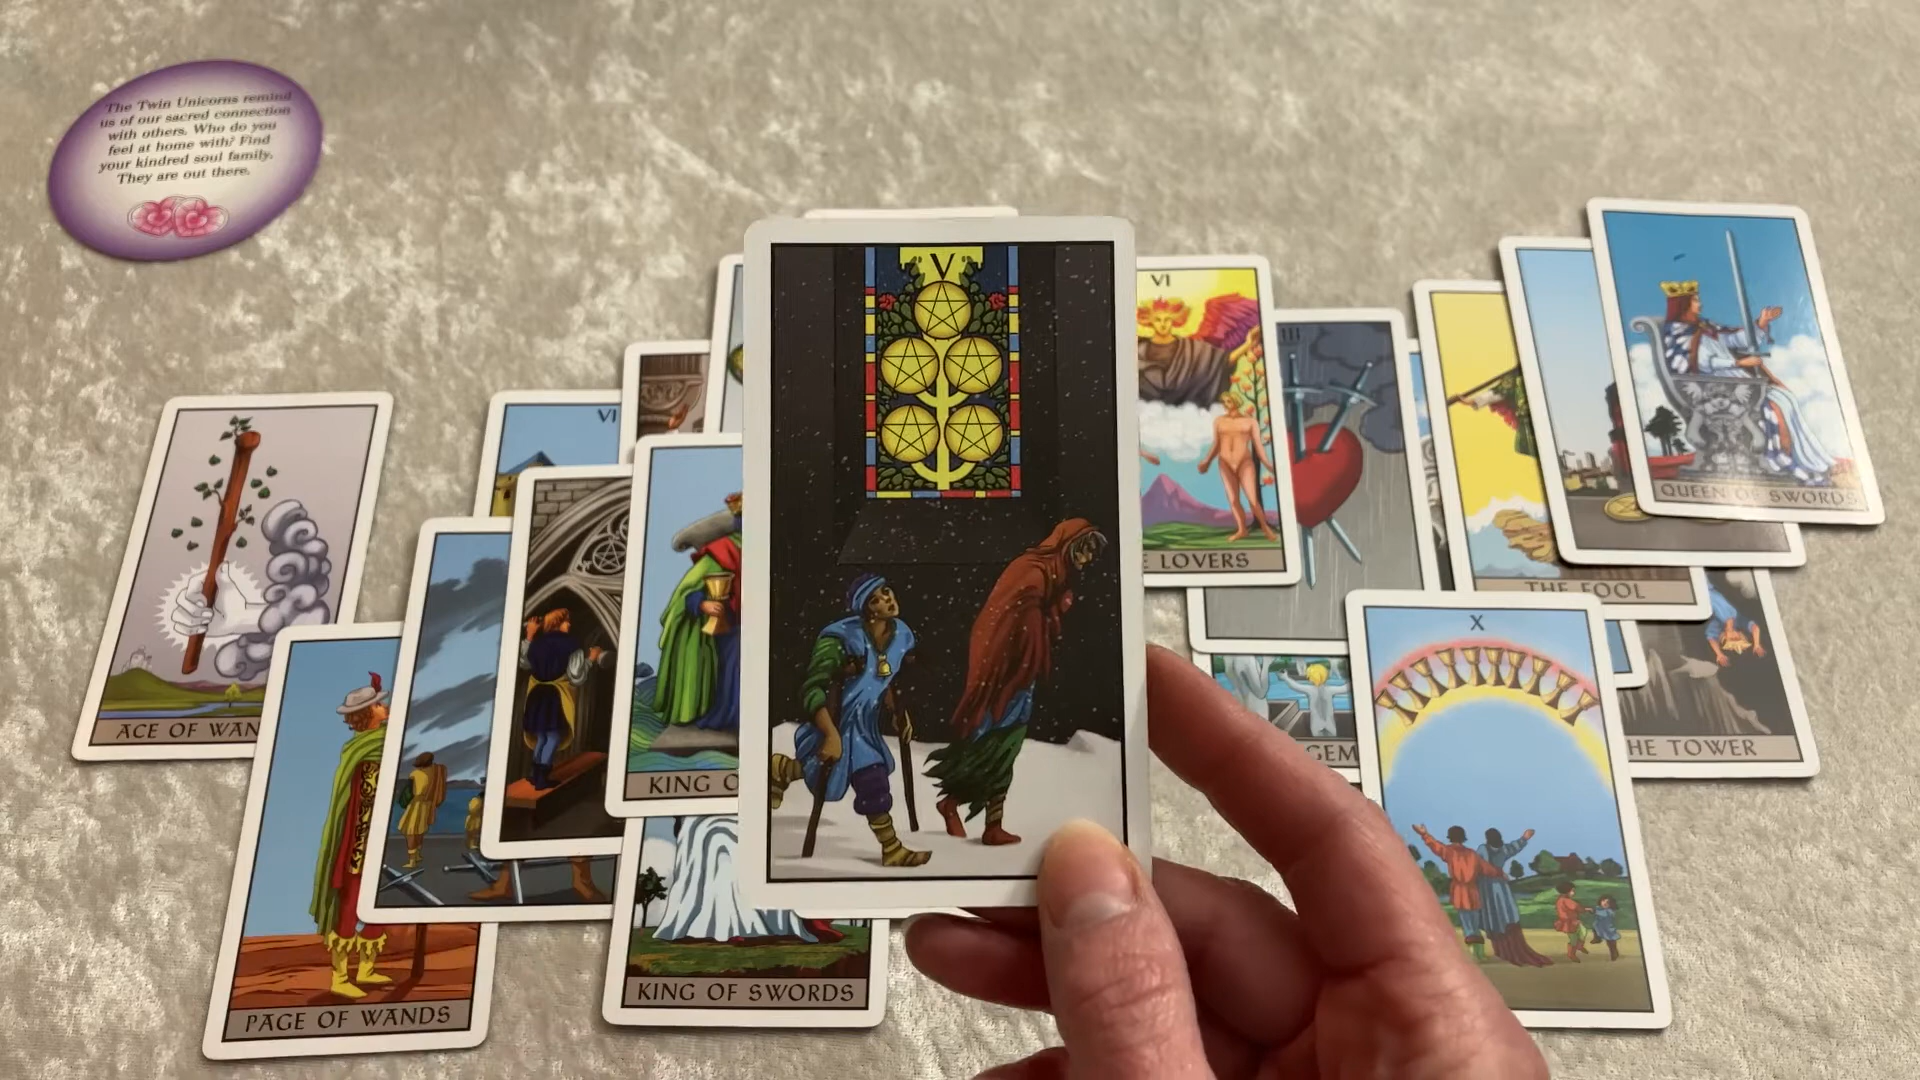 The Twin Unicorns remind
us of our sacred connection
with others. Who do you
feel at home with? Find
your kindred soul family.
They are out there.
V
VI
III
VI
QUEEN OF SWORDS
E LOVERS
THE FOOL
X
ACE OF WAN
GEM
HE TOWER
KING O
KING OF SWORDS
PAGE OF WANDS